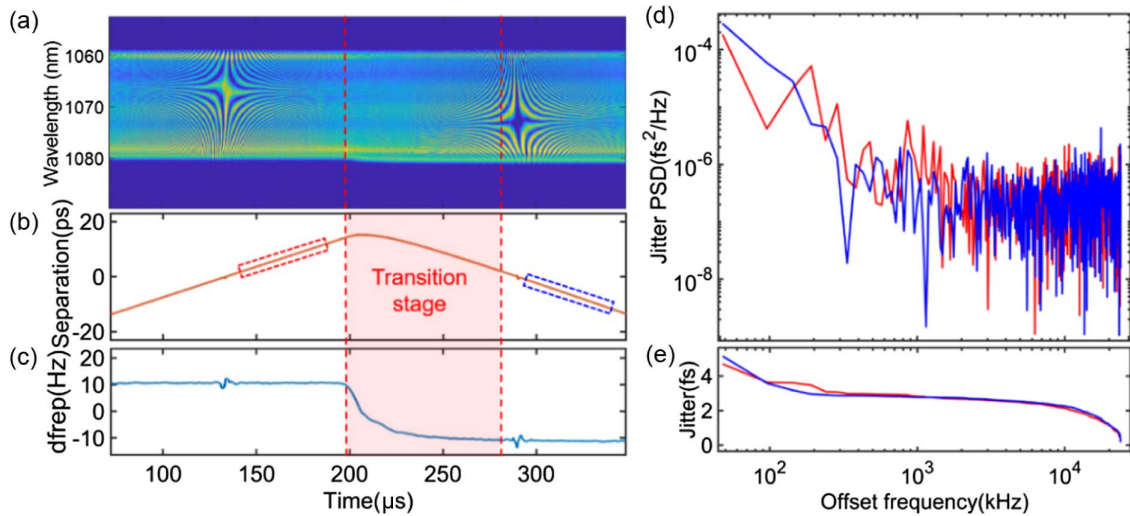 (a)
Wavelength (nm)
1060
1070
1080
(b)
Separation(ps)
20
0
-20
Transition
stage
(c)
dfrep(Hz)
20
10
0
-10
100
150
200
250
300
Time(μs)
(d)
Jitter PSD(fs²/Hz)
10⁻⁴
10⁻⁶
10⁻⁸
(e)
Jitter(fs)
4
2
0
10² 10³ 10⁴
Offset frequency(kHz)